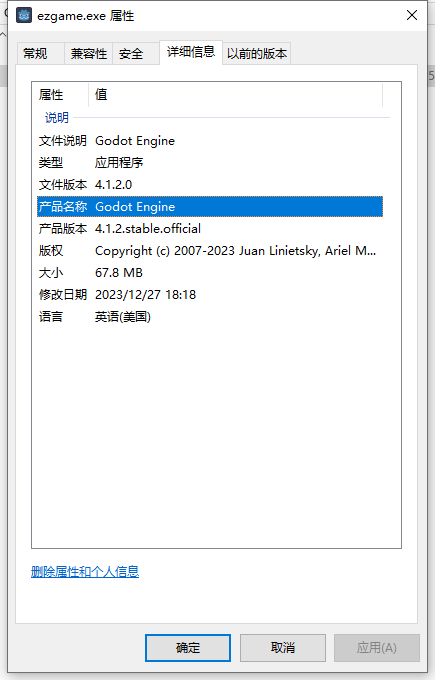 ezgame.exe 属性
常规 兼容性 安全 详细信息 以前的版本
属性 值
说明
文件说明 Godot Engine
类型 应用程序
文件版本 4.1.2.0
产品名称 Godot Engine
产品版本 4.1.2.stable.official
版权 Copyright (c) 2007-2023 Juan Linietsky, Ariel M...
大小 67.8 MB
修改日期 2023/12/27 18:18
语言 英语(美国)
删除属性和个人信息
确定 取消 应用(A)